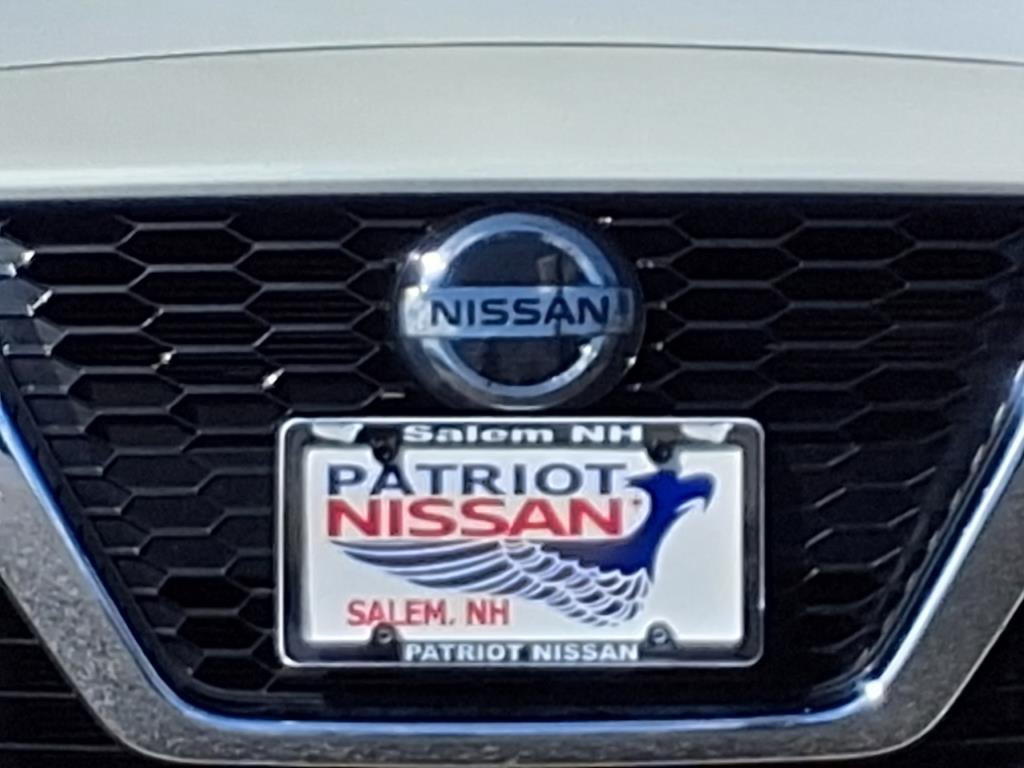 NISSAN
Salem NH
PATRIOT
NISSAN
SALEM, NH
PATRIOT NISSAN